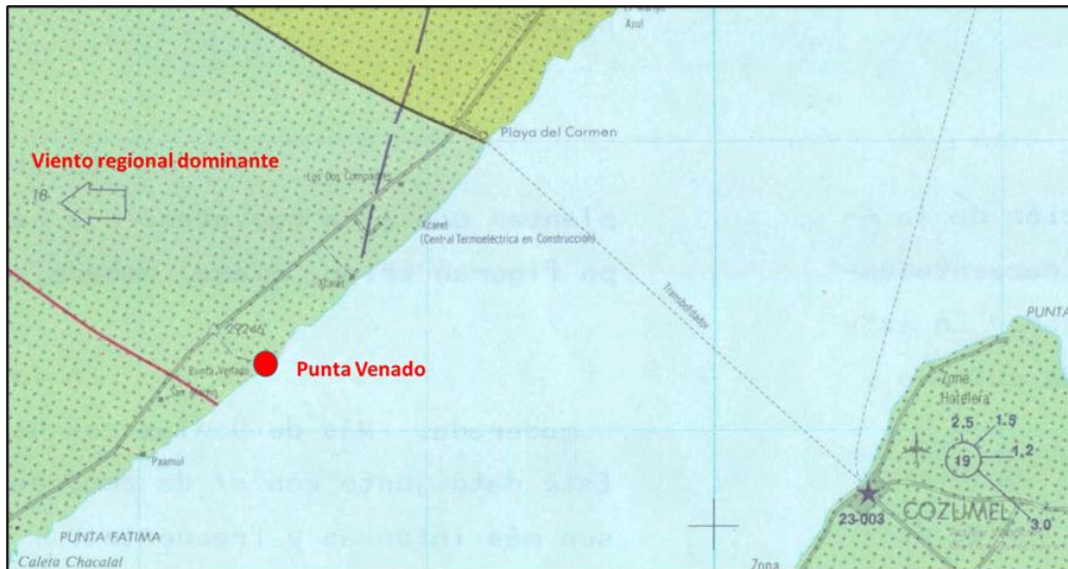 Azul
Playa del Carmen
Viento regional dominante
18
Los Dos Compadres
Xcaret
(Central Termoeléctrica en Construcción)
Xcaret
Transbordador
PUNTA
29246
Punta Venado
Punta Venado
Zona
Hotelera
2.5
1.5
1.2
19
3.0
Paamul
23-003
COZUMEL
PUNTA FATIMA
Caleta Chacalal
Zona